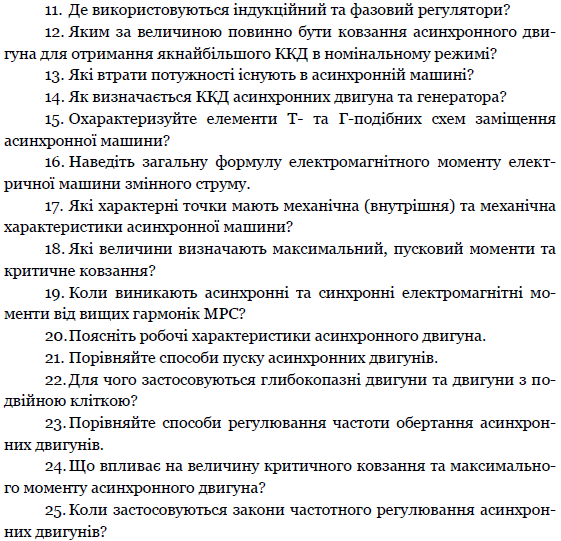 11. Де використовуються індукційний та фазовий регулятори?
12. Яким за величиною повинно бути ковзання асинхронного дви-
гуна для отримання якнайбільшого ККД в номінальному режимі?
13. Які втрати потужності існують в асинхронній машині?
14. Як визначається ККД асинхронних двигуна та генератора?
15. Охарактеризуйте елементи Т- та Г-подібних схем заміщення
асинхронної машини?
16. Наведіть загальну формулу електромагнітного моменту елект-
ричної машини змінного струму.
17. Які характерні точки мають механічна (внутрішня) та механічна
характеристики асинхронної машини?
18. Які величини визначають максимальний, пусковий моменти та
критичне ковзання?
19. Коли виникають асинхронні та синхронні електромагнітні мо-
менти від вищих гармонік МРС?
20. Поясніть робочі характеристики асинхронного двигуна.
21. Порівняйте способи пуску асинхронних двигунів.
22. Для чого застосовуються глибокопазні двигуни та двигуни з по-
двійною кліткою?
23. Порівняйте способи регулювання частоти обертання асинхрон-
них двигунів.
24. Що впливає на величину критичного ковзання та максимально-
го моменту асинхронного двигуна?
25. Коли застосовуються закони частотного регулювання асинхрон-
них двигунів?